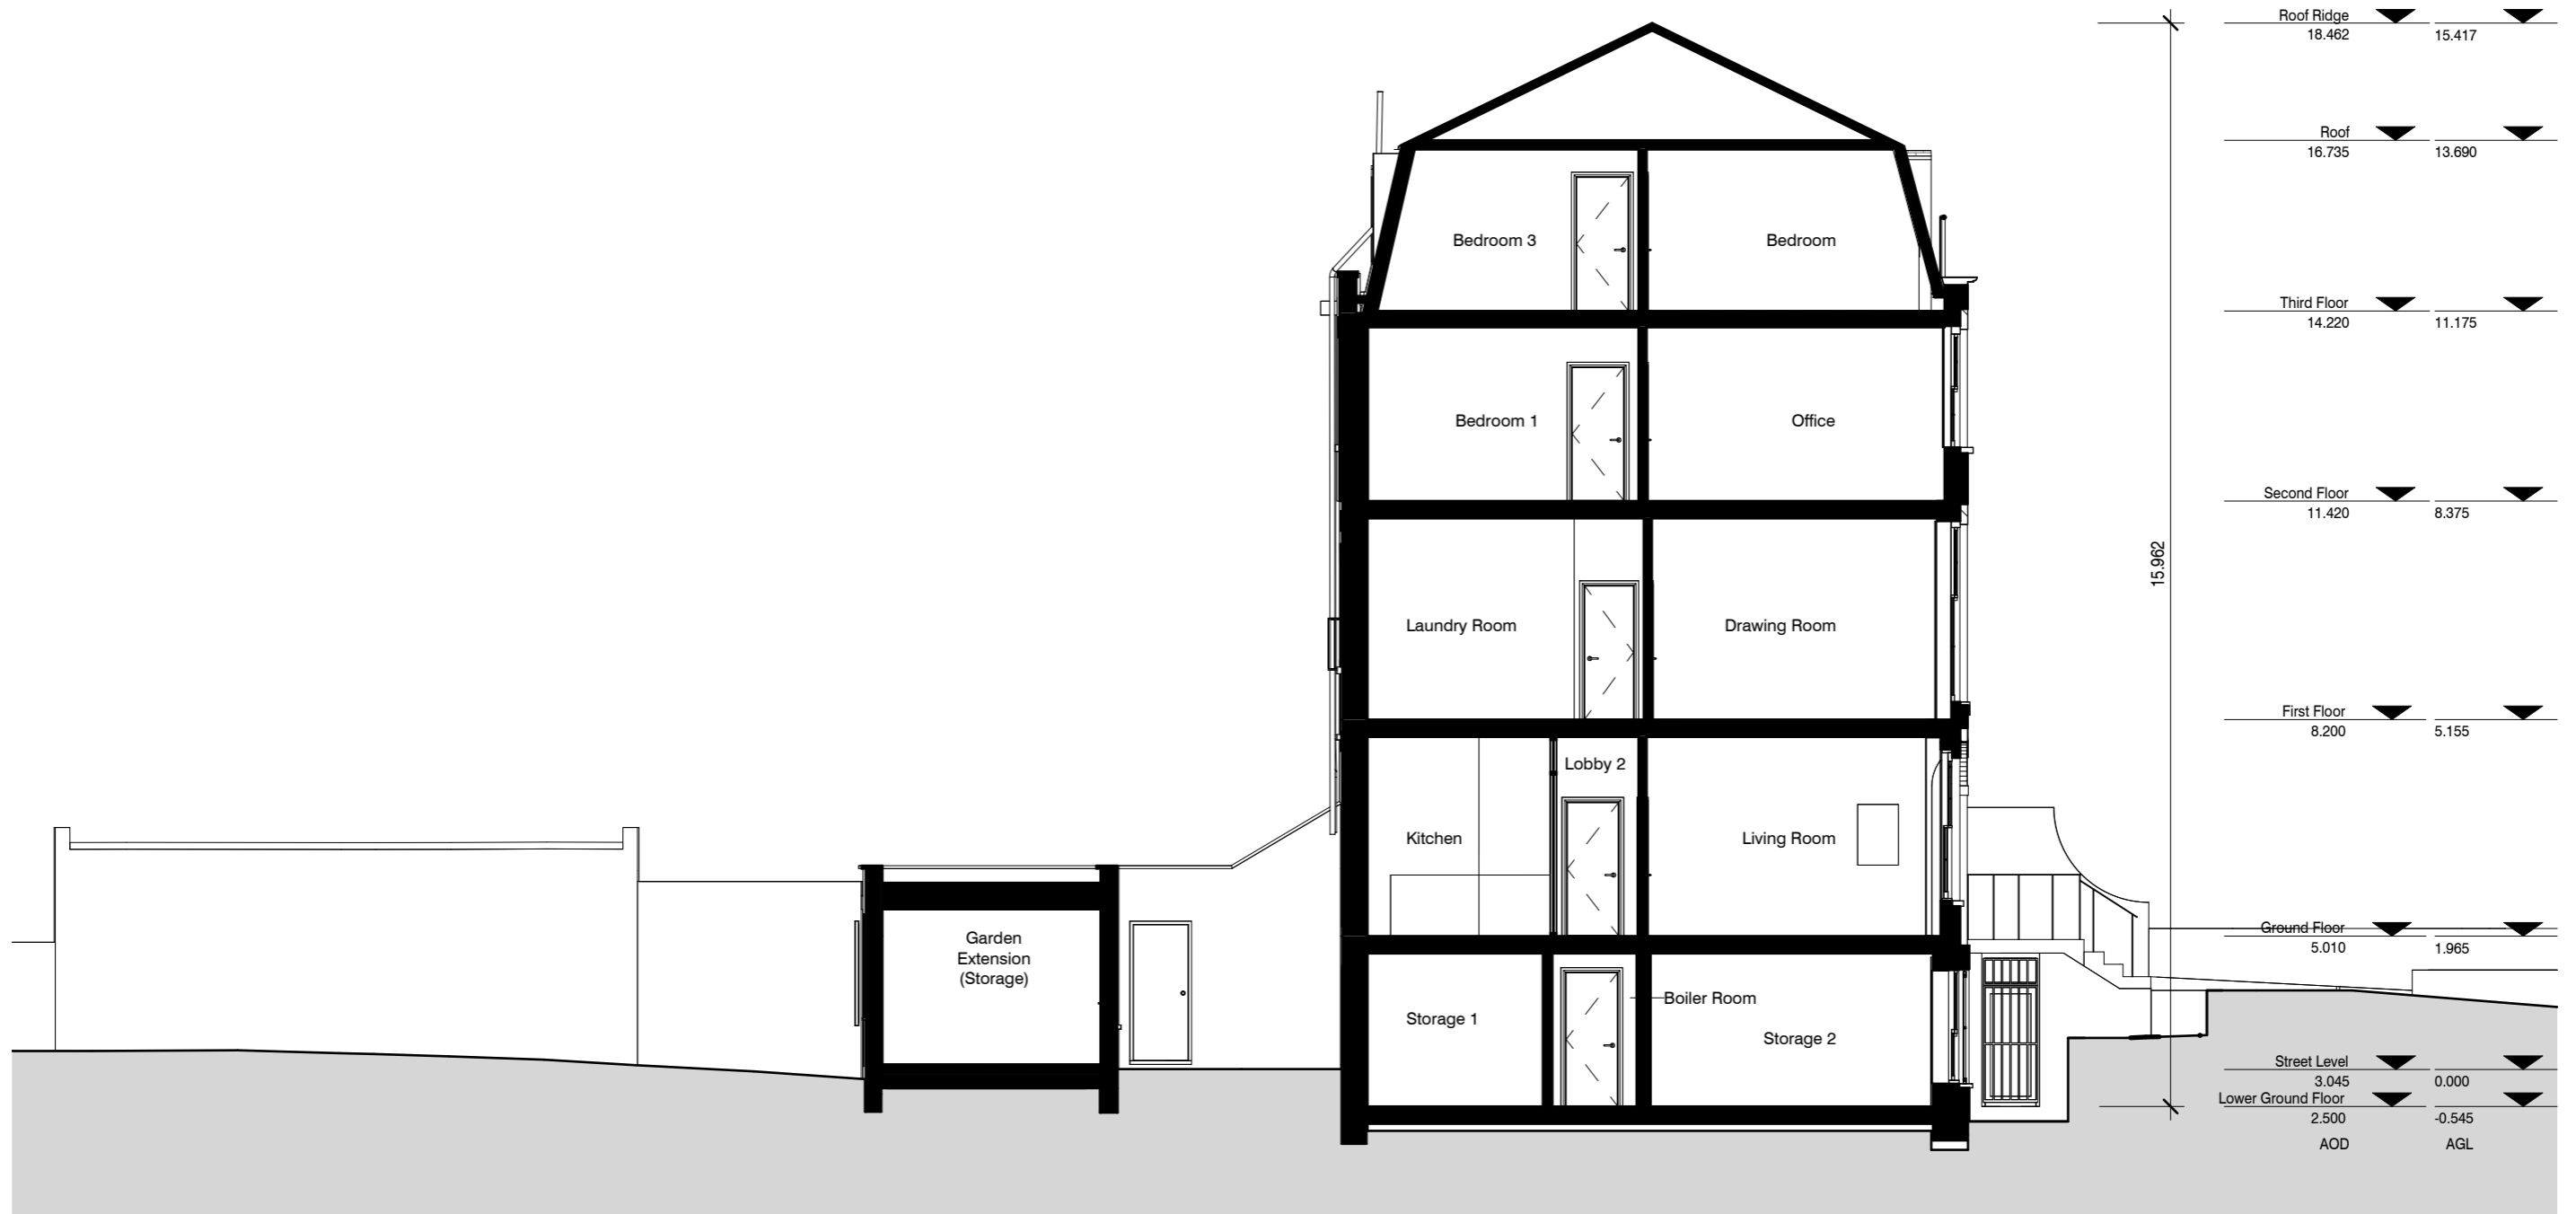 Roof Ridge
18.462 15.417
Roof
16.735 13.690
Bedroom 3 Bedroom
Third Floor
14.220 11.175
Bedroom 1 Office
Second Floor
11.420 8.375
15.962
Laundry Room Drawing Room
First Floor
8.200 5.155
Lobby 2
Kitchen Living Room
Garden
Extension
(Storage)
Ground Floor
5.010 1.965
Boiler Room
Storage 1
Storage 2
Street Level
3.045 0.000
Lower Ground Floor
2.500 -0.545
AOD AGL